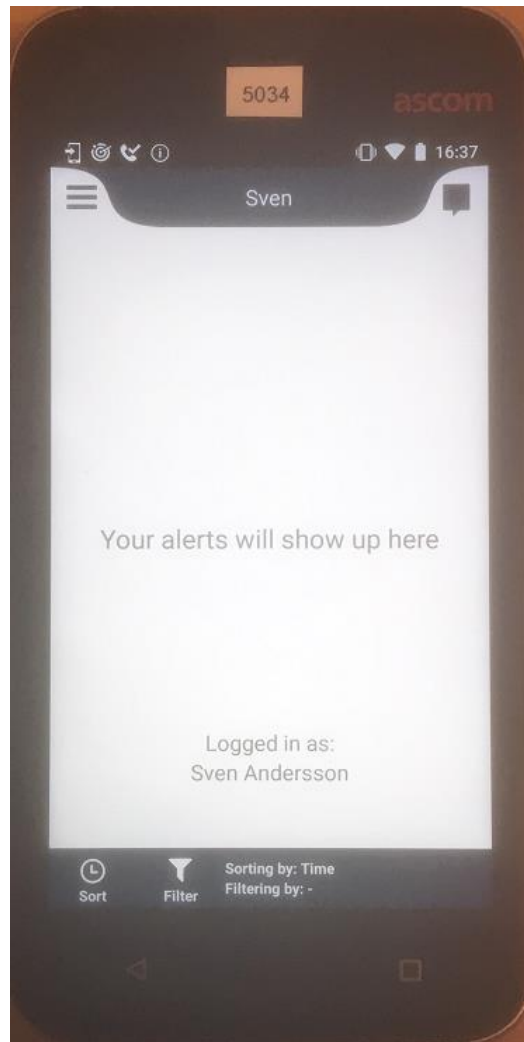 5034
ascom
16:37
Sven
Your alerts will show up here
Logged in as:
Sven Andersson
Sort
Filter
Sorting by: Time
Filtering by: -